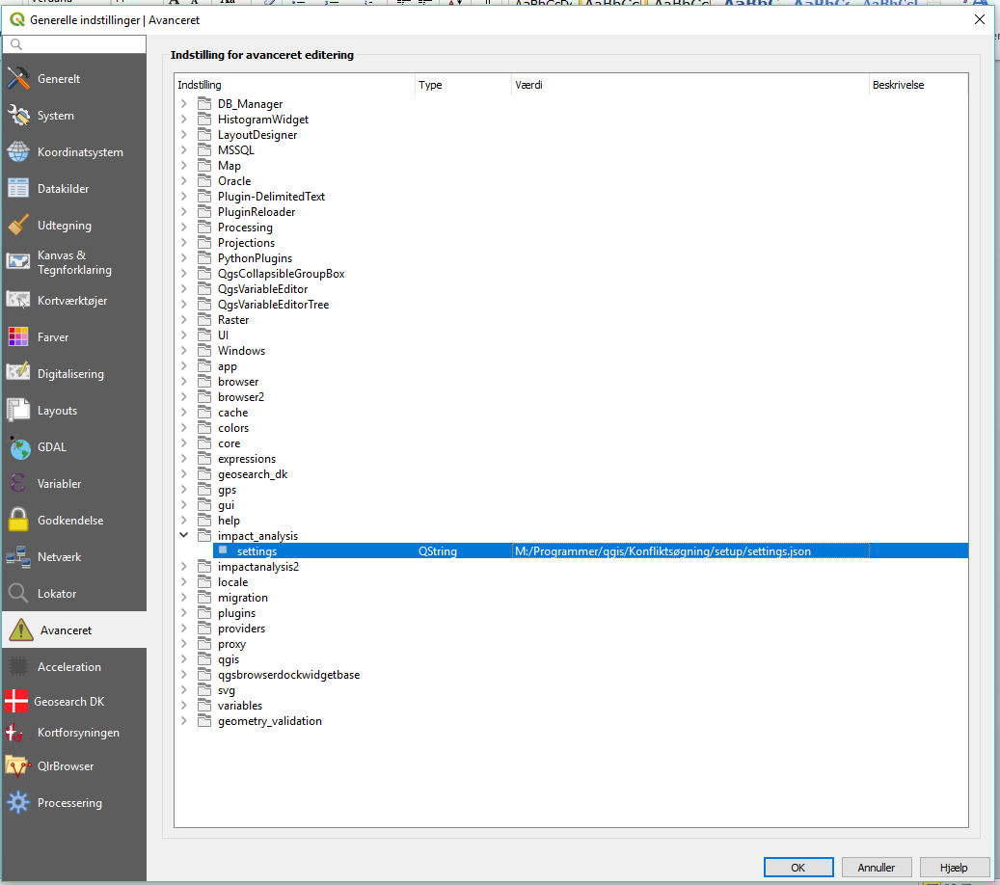 Generelle indstillinger | Avanceret
Generelt
System
Koordinatsystem
Datakilder
Udtegning
Kanvas &
Tegnforklaring
Kortværktøjer
Farver
Digitalisering
Layouts
GDAL
Variabler
Godkendelse
Netværk
Lokator
Avanceret
Acceleration
Geosearch DK
Kortforsyningen
QlrBrowser
Processering
Indstilling for avanceret editering
Indstilling Type Værdi Beskrivelse
DB_Manager
HistogramWidget
LayoutDesigner
MSSQL
Map
Oracle
Plugin-DelimitedText
PluginReloader
Processing
Projections
PythonPlugins
QgsCollapsibleGroupBox
QgsVariableEditor
QgsVariableEditorTree
Raster
UI
Windows
app
browser
browser2
cache
colors
core
expressions
geosearch_dk
gps
gui
help
impact_analysis
settings QString M:/Programmer/qgis/Konfliktsøgning/setup/settings.json
impactanalysis2
locale
migration
plugins
providers
proxy
qgis
qgsbrowserdockwidgetbase
svg
variables
geometry_validation
OK Annuller Hjælp